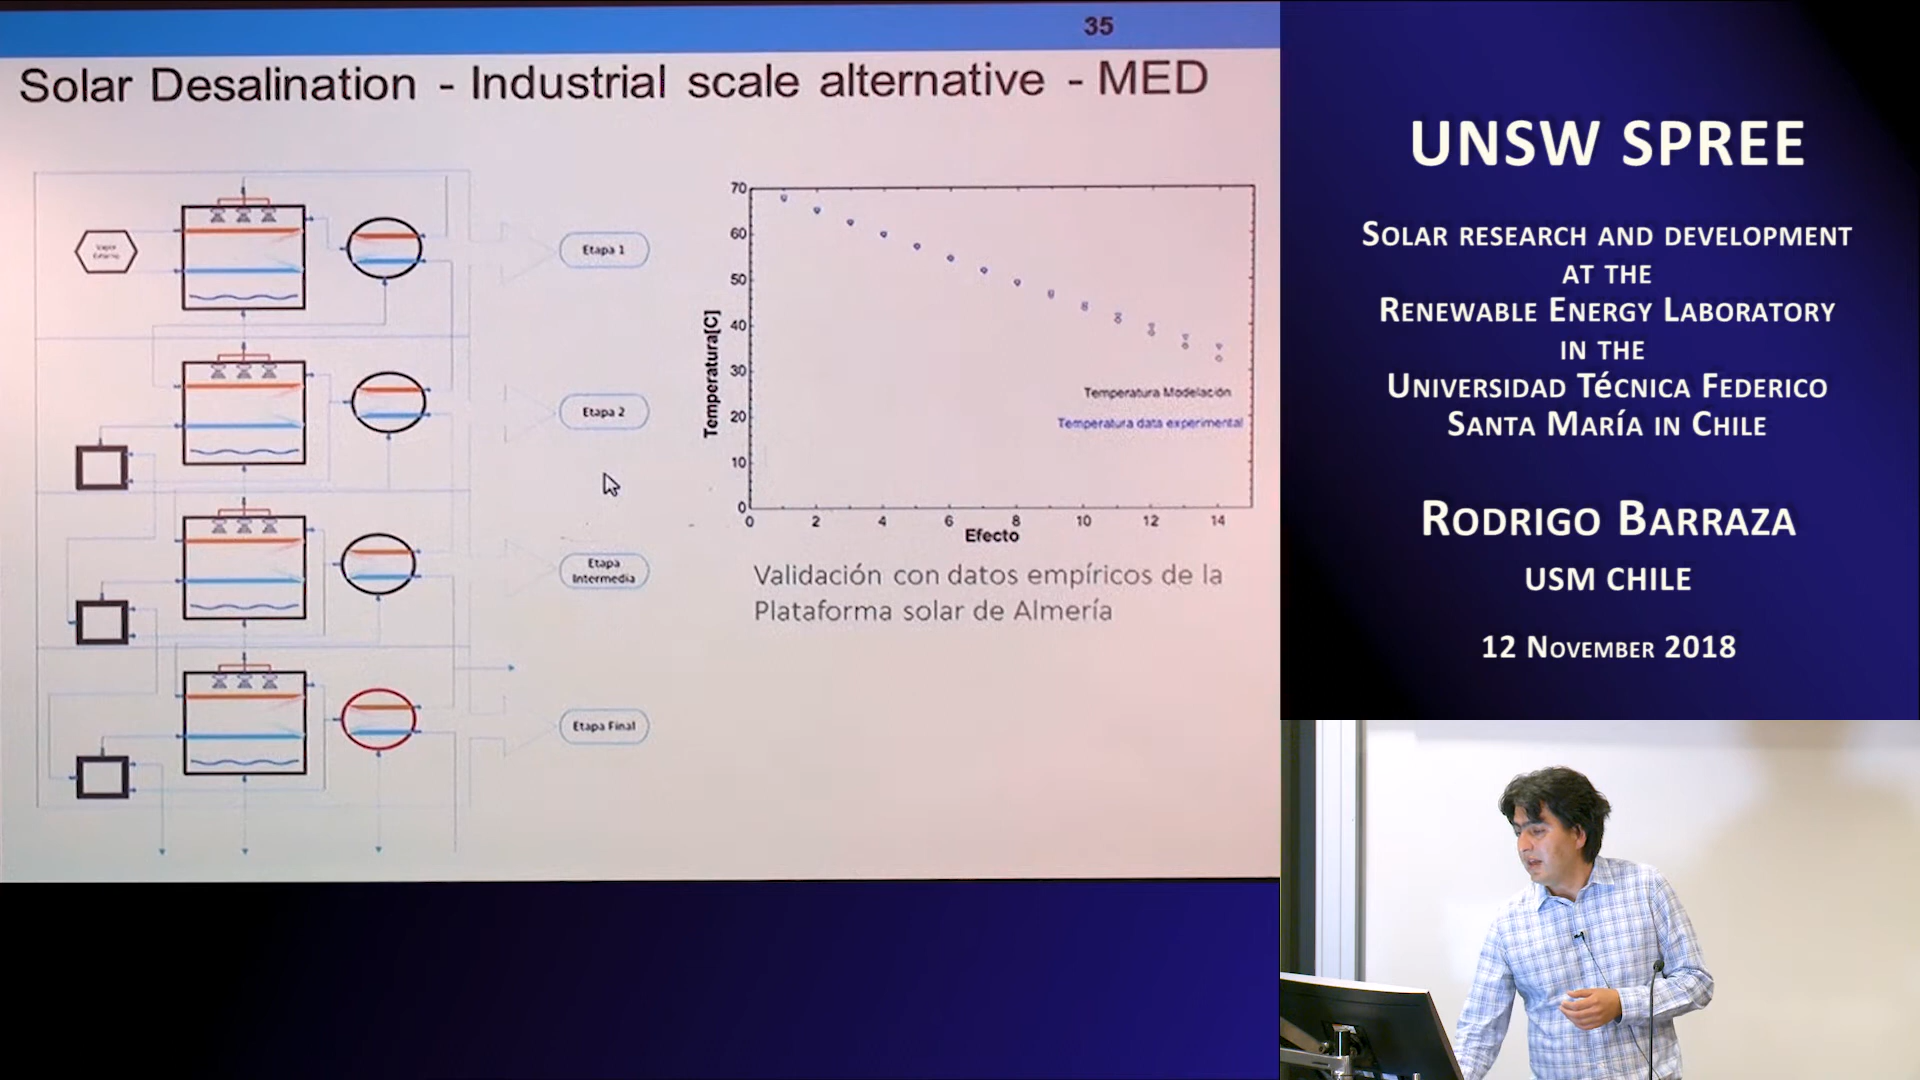 35
Solar Desalination - Industrial scale alternative - MED
Vapor
Externo
Etapa 1
Etapa 2
Etapa
Intermedia
Etapa Final
70
60
50
40
30
20
10
0
Temperatura[C]
0 2 4 6 8 10 12 14
Efecto
Temperatura Modelación
Temperatura data experimental
Validación con datos empíricos de la
Plataforma solar de Almería
UNSW SPREE
SOLAR RESEARCH AND DEVELOPMENT
AT THE
RENEWABLE ENERGY LABORATORY
IN THE
UNIVERSIDAD TéCNICA FEDERICO
SANTA MARíA IN CHILE
RODRIGO BARRAZA
USM CHILE
12 NOVEMBER 2018